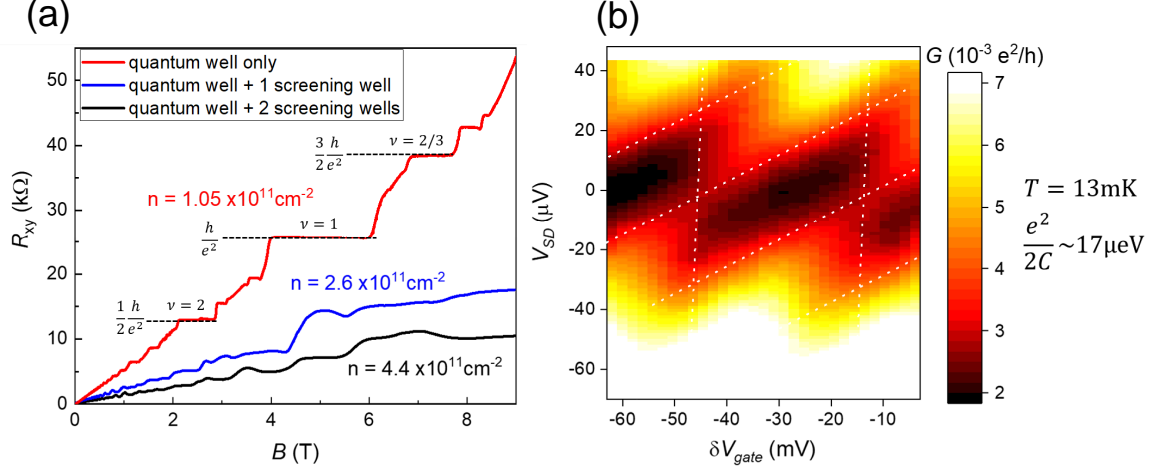 (a)
quantum well only
quantum well + 1 screening well
quantum well + 2 screening wells
50
40
30
20
10
0
R_xy (kΩ)
3/2 h/e² ν = 2/3
n = 1.05 x10¹¹cm⁻²
h/e² ν = 1
n = 2.6 x10¹¹cm⁻²
1/2 h/e² ν = 2
n = 4.4 x10¹¹cm⁻²
0 2 4 6 8
B (T)
(b)
40
20
0
-20
-40
-60
V_SD (μV)
-60 -50 -40 -30 -20 -10
δV_gate (mV)
G (10⁻³ e²/h)
7
6
5
4
3
2
T = 13mK
e²/2C ~17μeV